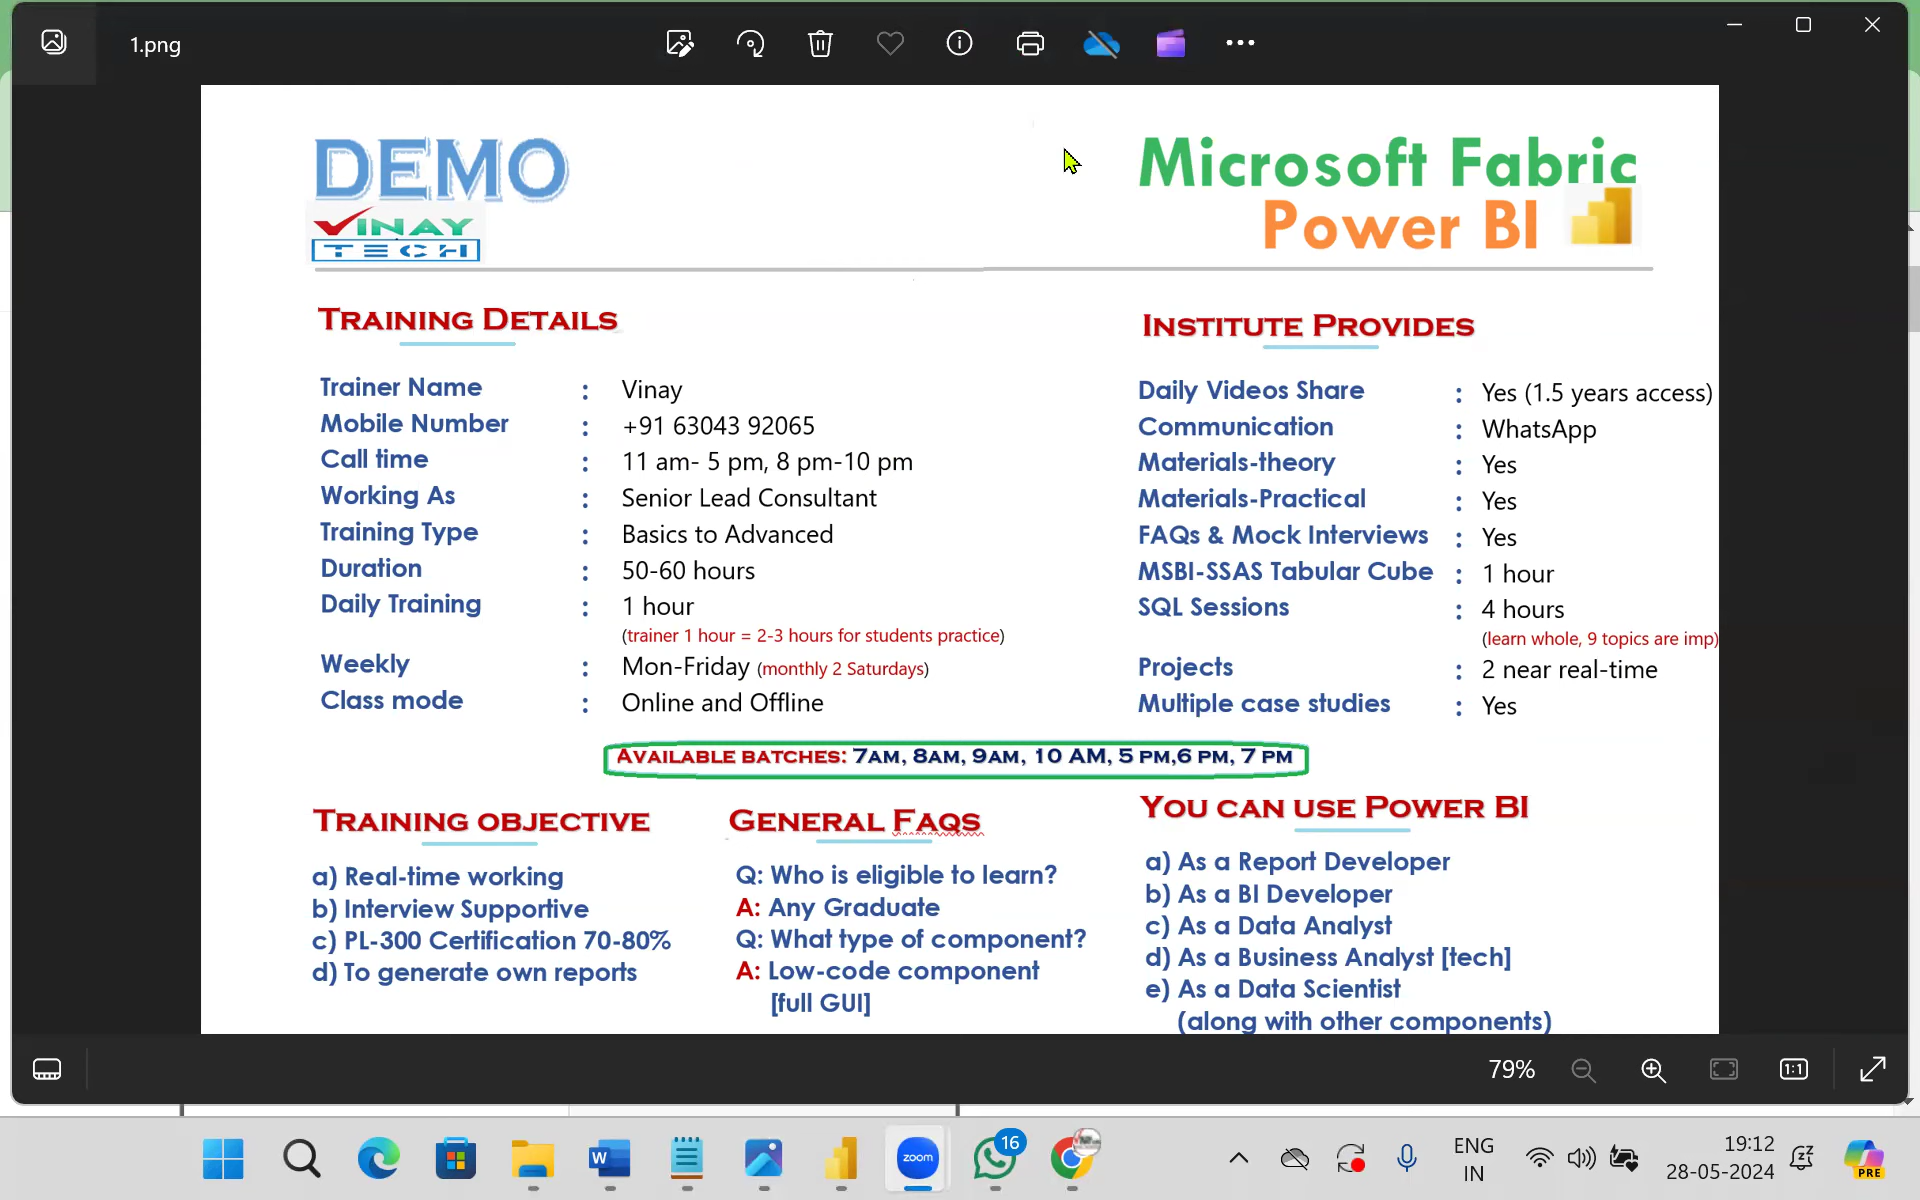 1.png
DEMO
VINAY
TECH
Microsoft Fabric
Power BI
TRAINING DETAILS
Trainer Name : Vinay
Mobile Number : +91 63043 92065
Call time : 11 am- 5 pm, 8 pm-10 pm
Working As : Senior Lead Consultant
Training Type : Basics to Advanced
Duration : 50-60 hours
Daily Training : 1 hour
(trainer 1 hour = 2-3 hours for students practice)
Weekly : Mon-Friday (monthly 2 Saturdays)
Class mode : Online and Offline
INSTITUTE PROVIDES
Daily Videos Share : Yes (1.5 years access)
Communication : WhatsApp
Materials-theory : Yes
Materials-Practical : Yes
FAQs & Mock Interviews : Yes
MSBI-SSAS Tabular Cube : 1 hour
SQL Sessions : 4 hours
(learn whole, 9 topics are imp)
Projects : 2 near real-time
Multiple case studies : Yes
AVAILABLE BATCHES: 7AM, 8AM, 9AM, 10 AM, 5 PM,6 PM, 7 PM
TRAINING OBJECTIVE
a) Real-time working
b) Interview Supportive
c) PL-300 Certification 70-80%
d) To generate own reports
GENERAL FAQS
Q: Who is eligible to learn?
A: Any Graduate
Q: What type of component?
A: Low-code component
[full GUI]
YOU CAN USE POWER BI
a) As a Report Developer
b) As a BI Developer
c) As a Data Analyst
d) As a Business Analyst [tech]
e) As a Data Scientist
(along with other components)
79%
1:1
W
zoom
16
ENG
IN
19:12
28-05-2024
PRE